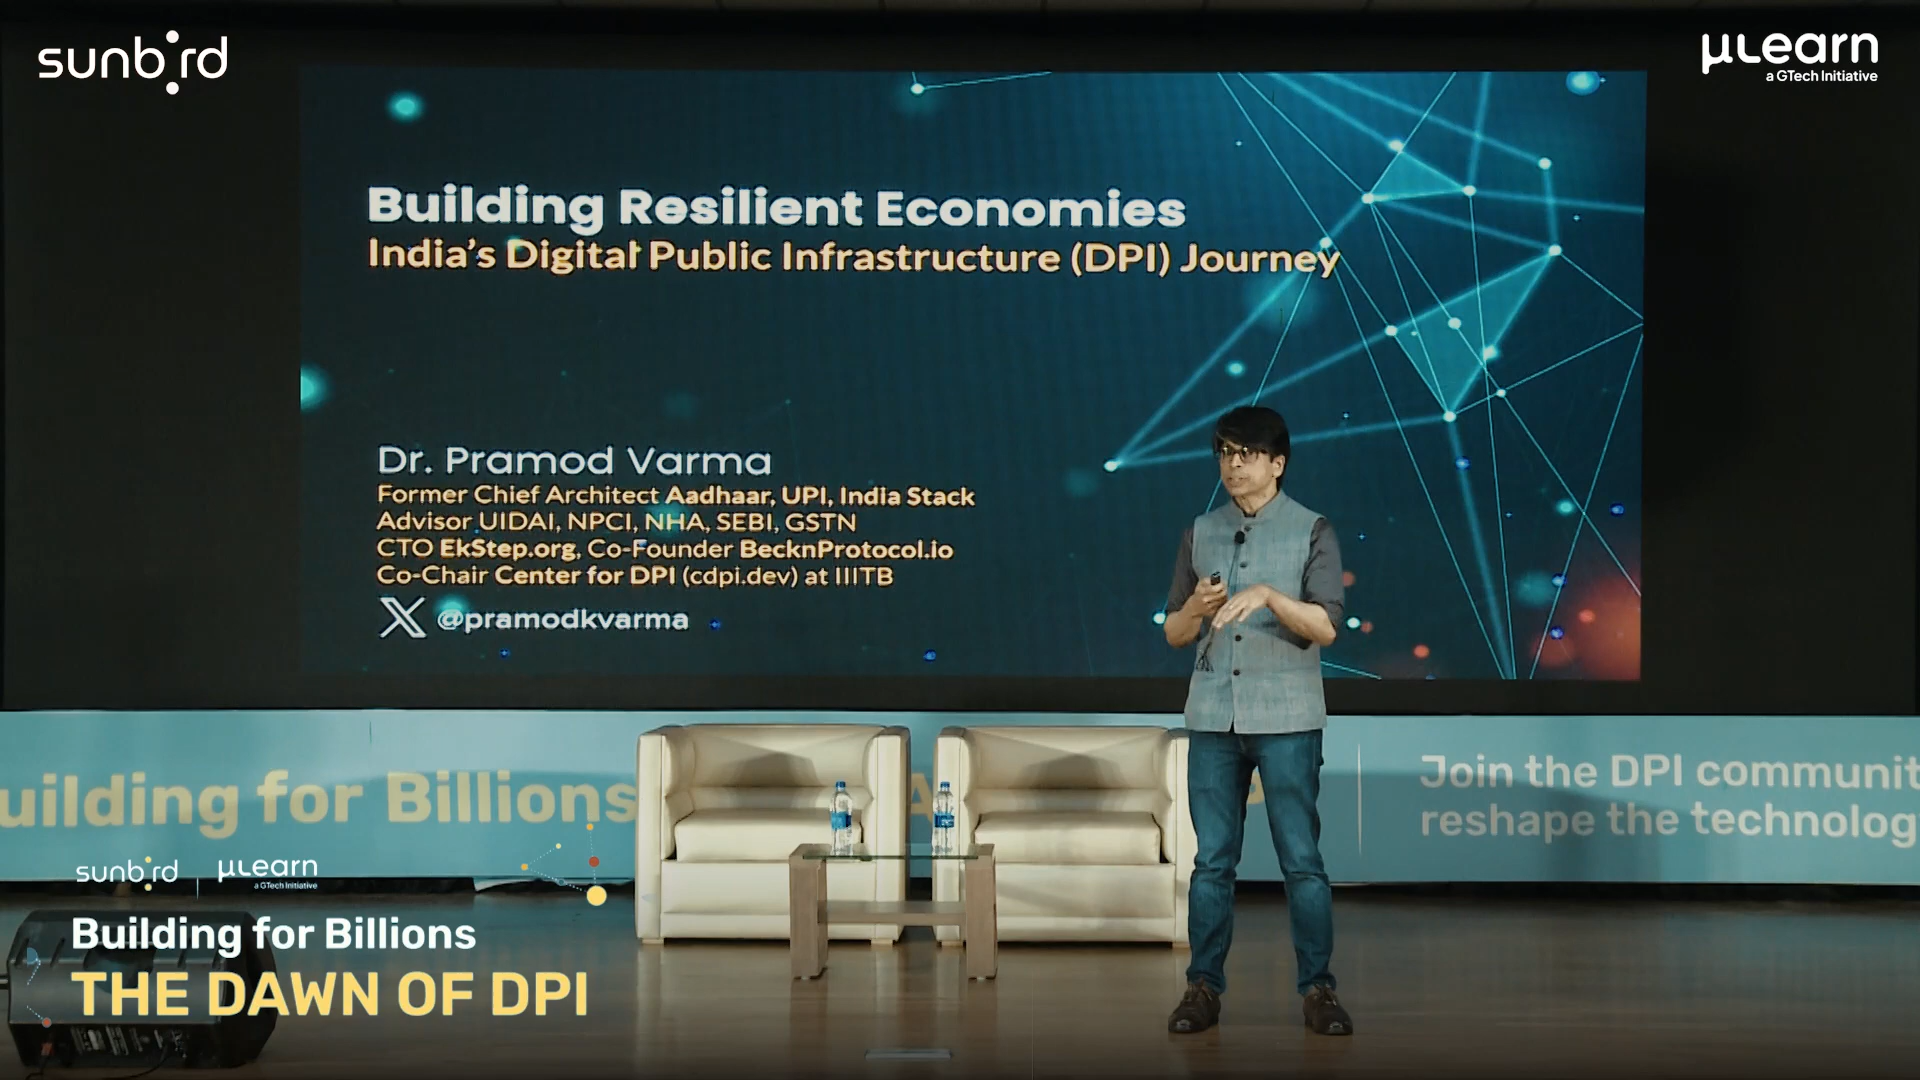 sunbird
µLearn
a GTech Initiative
Building Resilient Economies
India's Digital Public Infrastructure (DPI) Journey
Dr. Pramod Varma
Former Chief Architect Aadhaar, UPI, India Stack
Advisor UIDAI, NPCI, NHA, SEBI, GSTN
CTO EkStep.org, Co-Founder BecknProtocol.io
Co-Chair Center for DPI (cdpi.dev) at IIITB
X @pramodkvarma
uilding for Billions
Join the DPI communit
reshape the technolog
sunbird | µLearn
a GTech Initiative
Building for Billions
THE DAWN OF DPI